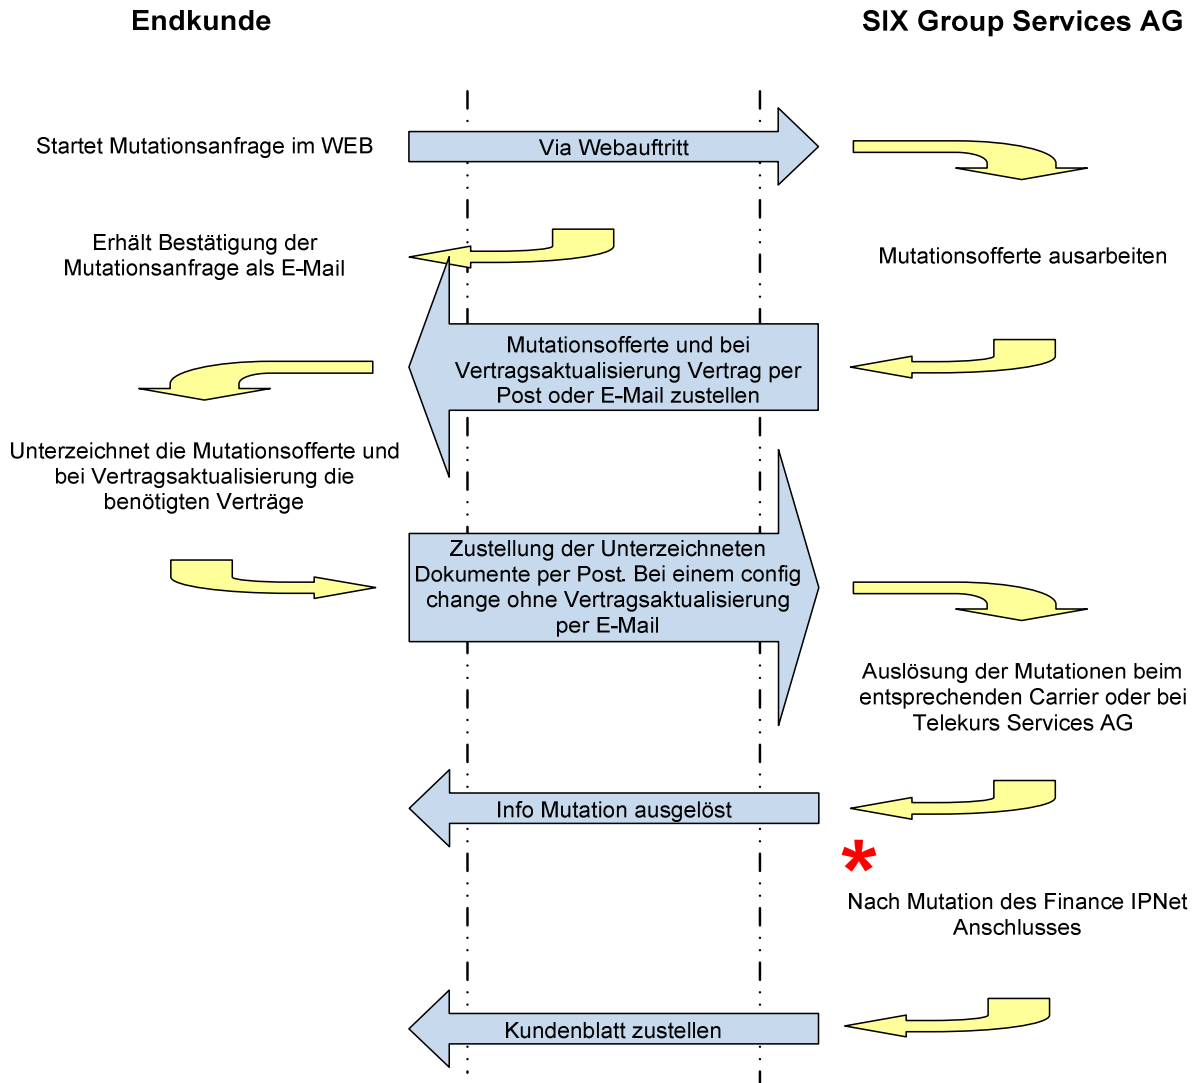 Endkunde
SIX Group Services AG
Startet Mutationsanfrage im WEB
Via Webauftritt
Erhält Bestätigung der
Mutationsanfrage als E-Mail
Mutationsofferte ausarbeiten
Mutationsofferte und bei
Vertragsaktualisierung Vertrag per
Post oder E-Mail zustellen
Unterzeichnet die Mutationsofferte und
bei Vertragsaktualisierung die
benötigten Verträge
Zustellung der Unterzeichneten
Dokumente per Post. Bei einem config
change ohne Vertragsaktualisierung
per E-Mail
Auslösung der Mutationen beim
entsprechenden Carrier oder bei
Telekurs Services AG
Info Mutation ausgelöst
*
Nach Mutation des Finance IPNet
Anschlusses
Kundenblatt zustellen